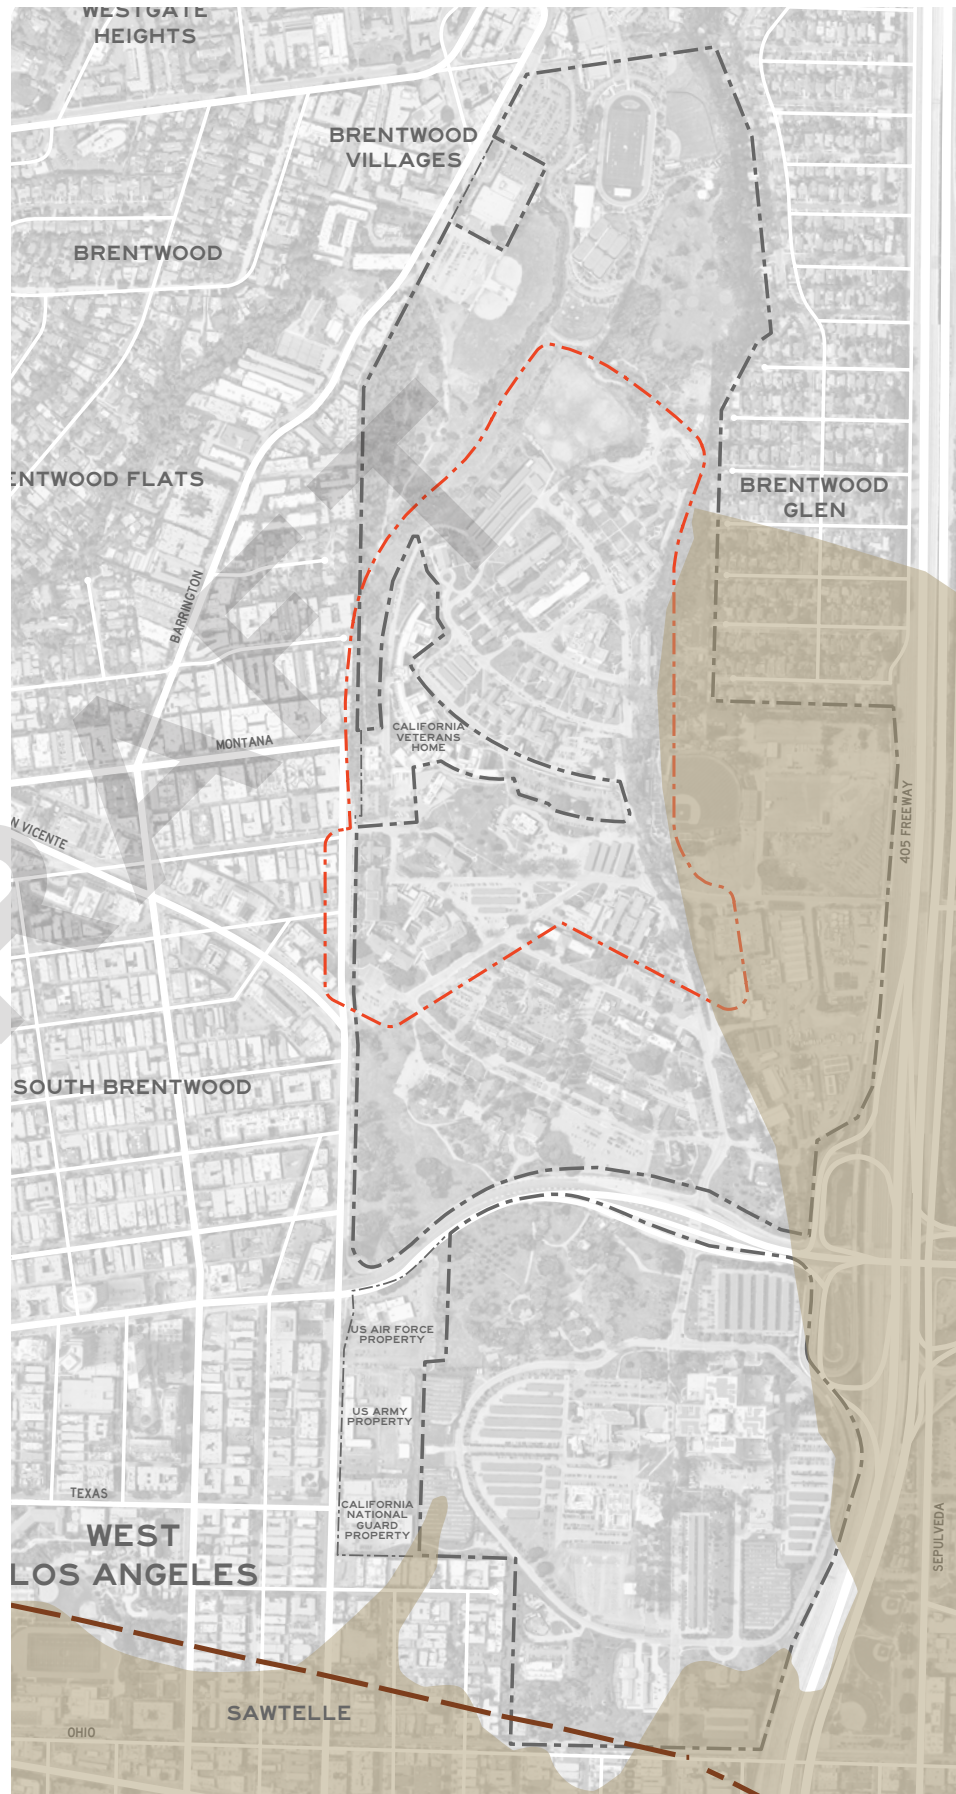 WESTGATE
HEIGHTS
BRENTWOOD
VILLAGES
BRENTWOOD
ENTWOOD FLATS
BRENTWOOD
GLEN
BARRINGTON
CALIFORNIA
VETERANS
HOME
MONTANA
N VICENTE
405 FREEWAY
SOUTH BRENTWOOD
US AIR FORCE
PROPERTY
US ARMY
PROPERTY
TEXAS
CALIFORNIA
NATIONAL
GUARD
PROPERTY
WEST
LOS ANGELES
SEPULVEDA
SAWTELLE
OHIO